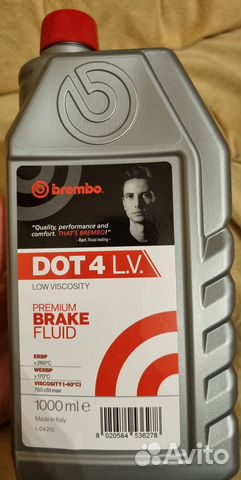 brembo.
"Quality, performance and
comfort. THAT'S BREMBO!"
- Karl, Road testing -
DOT 4 L.V.
LOW VISCOSITY
PREMIUM
BRAKE
FLUID
ERBP
≥ 260°C
WERBP
≥ 170°C
VISCOSITY (-40°C)
750 cSt max
1000 ml e
Made in Italy
L 04 210
8 020584 536278
Avito